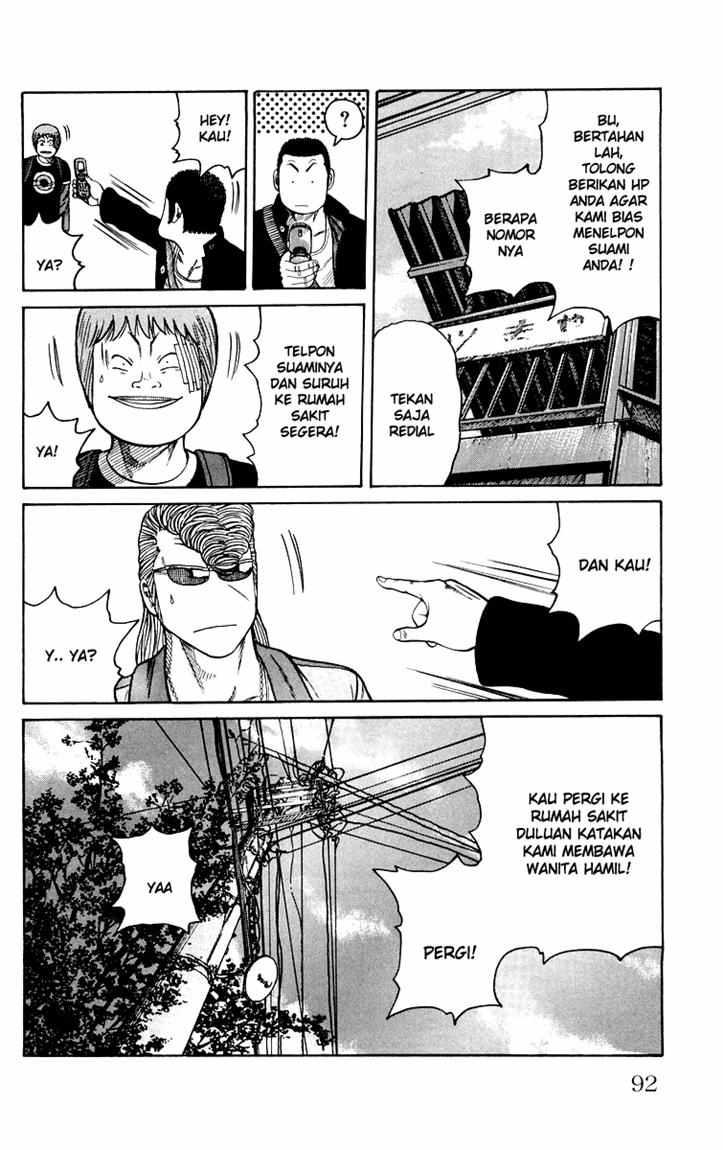 BU,
BERTAHAN
LAH,
TOLONG
BERIKAN HP
ANDA AGAR
KAMI BIAS
MENELPON
SUAMI
ANDA! !
BERAPA
NOMOR
NYA
TEKAN
SAJA
REDIAL
?
HEY!
KAU!
YA?
TELPON
SUAMINYA
DAN SURUH
KE RUMAH
SAKIT
SEGERA!
YA!
DAN KAU!
Y.. YA?
KAU PERGI KE
RUMAH SAKIT
DULUAN KATAKAN
KAMI MEMBAWA
WANITA HAMIL!
PERGI!
YAA
92